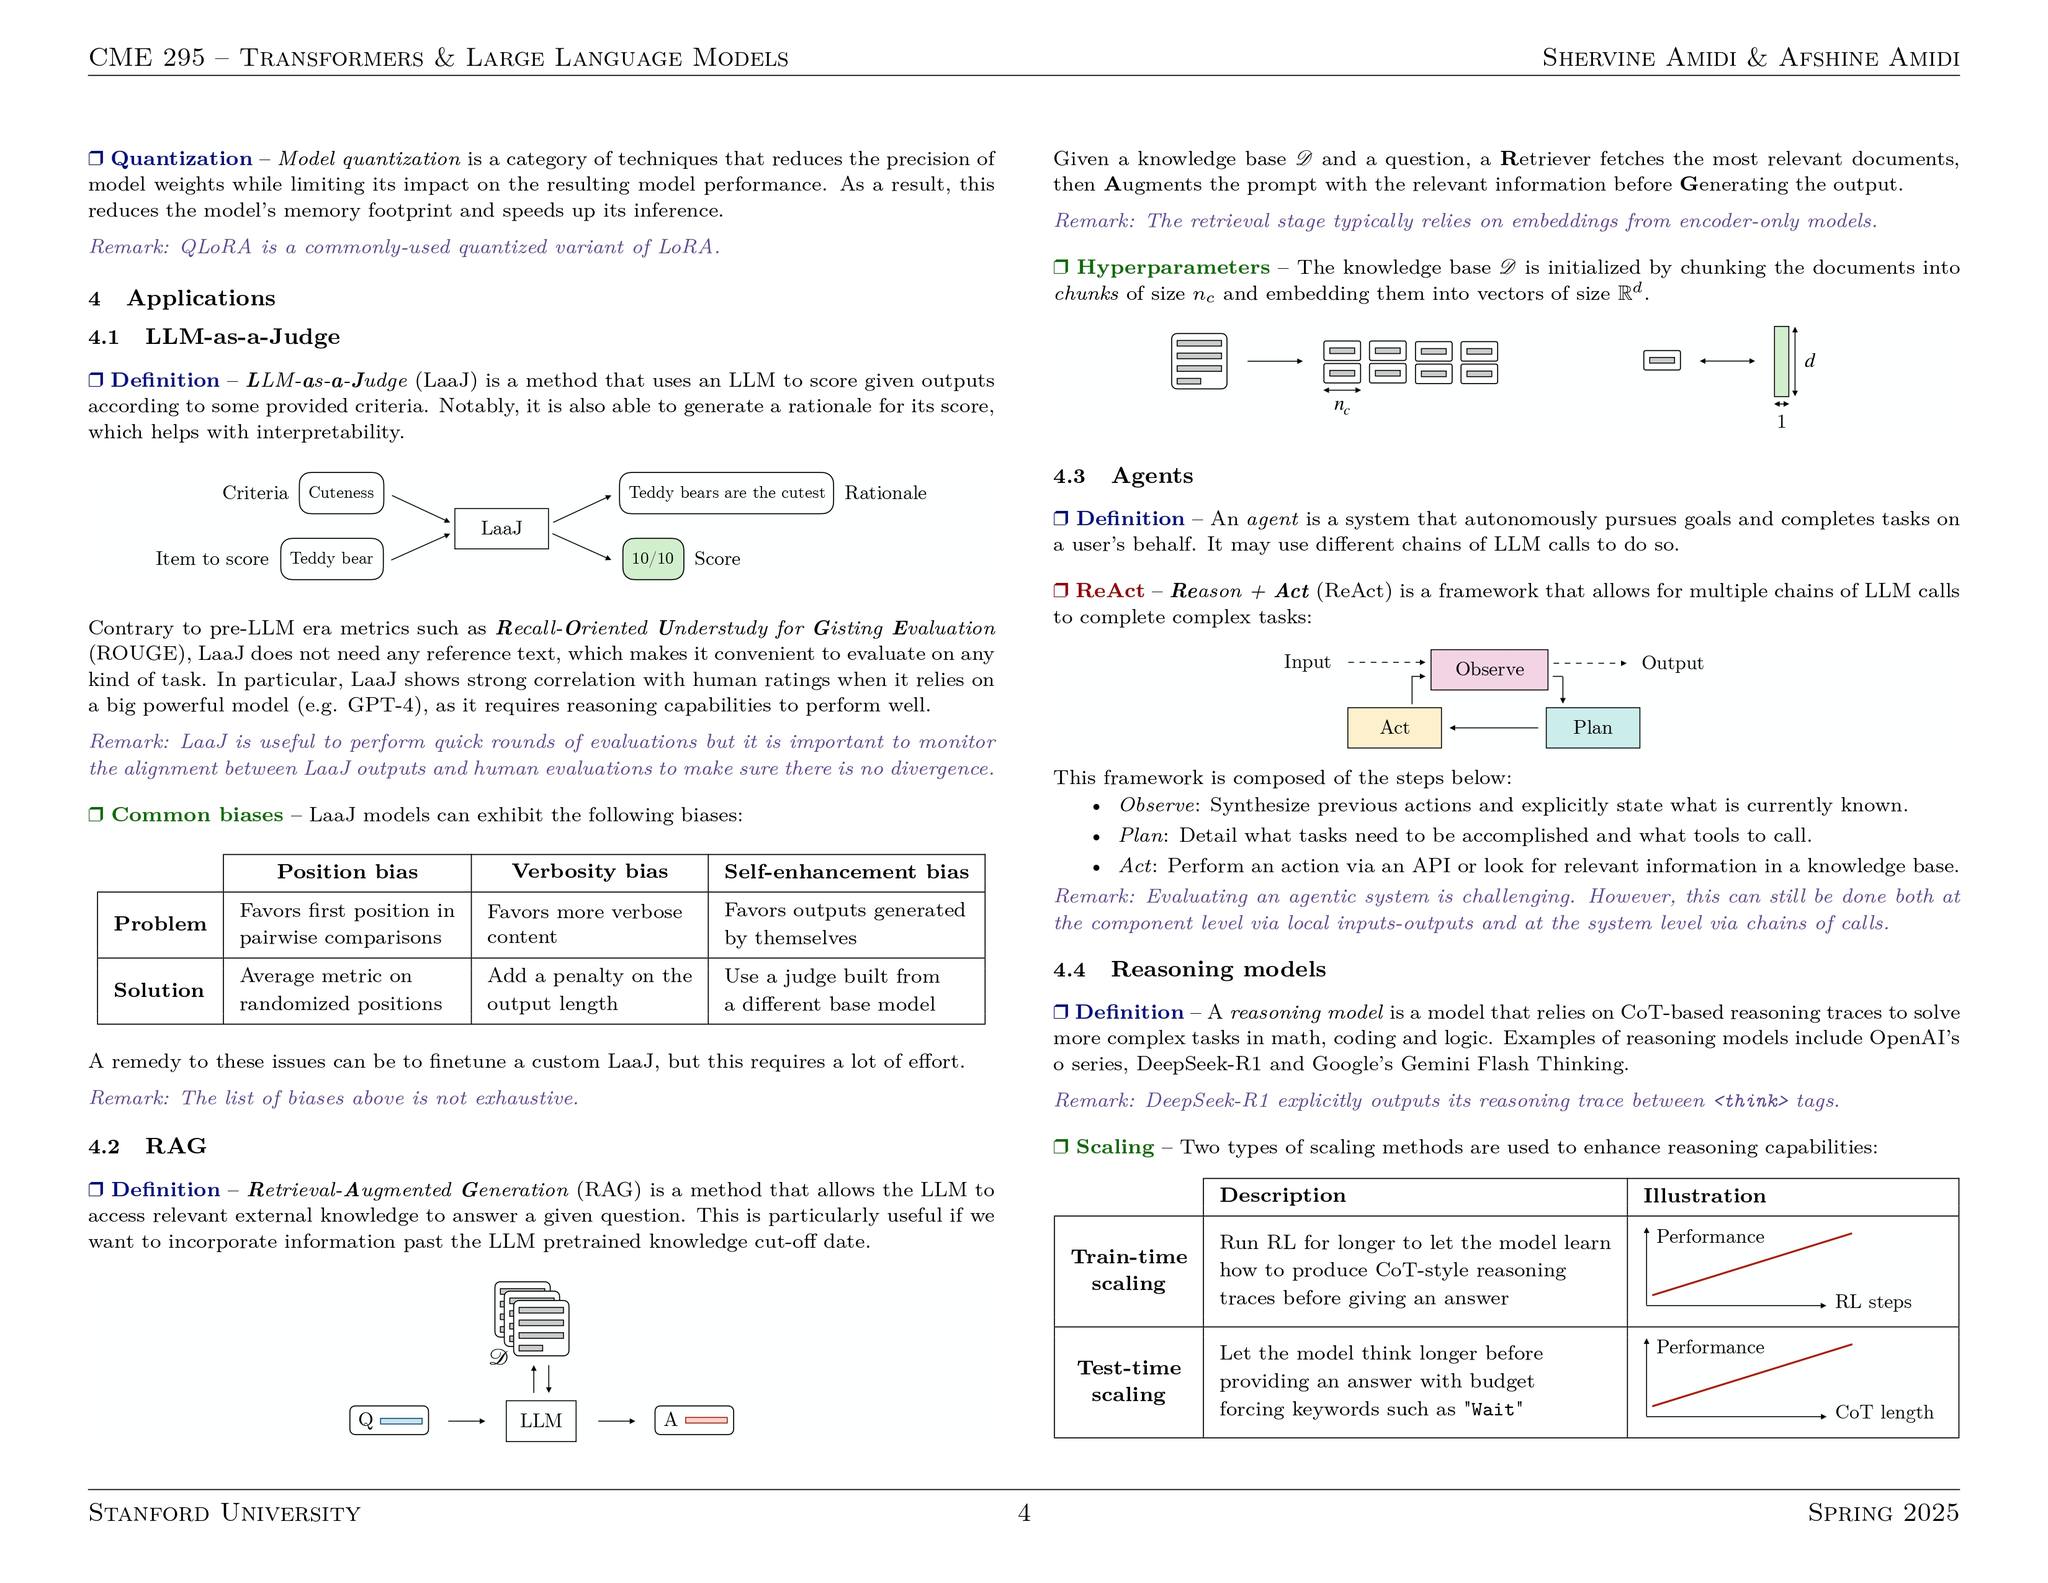 CME 295 – Transformers & Large Language Models
Shervine Amidi & Afshine Amidi
❒ Quantization – Model quantization is a category of techniques that reduces the precision of
model weights while limiting its impact on the resulting model performance. As a result, this
reduces the model's memory footprint and speeds up its inference.
Remark: QLoRA is a commonly-used quantized variant of LoRA.
4 Applications
4.1 LLM-as-a-Judge
❒ Definition – LLM-as-a-Judge (LaaJ) is a method that uses an LLM to score given outputs
according to some provided criteria. Notably, it is also able to generate a rationale for its score,
which helps with interpretability.
Criteria Cuteness
Teddy bears are the cutest Rationale
LaaJ
Item to score Teddy bear
10/10 Score
Contrary to pre-LLM era metrics such as Recall-Oriented Understudy for Gisting Evaluation
(ROUGE), LaaJ does not need any reference text, which makes it convenient to evaluate on any
kind of task. In particular, LaaJ shows strong correlation with human ratings when it relies on
a big powerful model (e.g. GPT-4), as it requires reasoning capabilities to perform well.
Remark: LaaJ is useful to perform quick rounds of evaluations but it is important to monitor
the alignment between LaaJ outputs and human evaluations to make sure there is no divergence.
❒ Common biases – LaaJ models can exhibit the following biases:
Position bias Verbosity bias Self-enhancement bias
Problem
Favors first position in
pairwise comparisons
Favors more verbose
content
Favors outputs generated
by themselves
Solution
Average metric on
randomized positions
Add a penalty on the
output length
Use a judge built from
a different base model
A remedy to these issues can be to finetune a custom LaaJ, but this requires a lot of effort.
Remark: The list of biases above is not exhaustive.
4.2 RAG
❒ Definition – Retrieval-Augmented Generation (RAG) is a method that allows the LLM to
access relevant external knowledge to answer a given question. This is particularly useful if we
want to incorporate information past the LLM pretrained knowledge cut-off date.
𝒟
Q
LLM
A
Given a knowledge base 𝒟 and a question, a Retriever fetches the most relevant documents,
then Augments the prompt with the relevant information before Generating the output.
Remark: The retrieval stage typically relies on embeddings from encoder-only models.
❒ Hyperparameters – The knowledge base 𝒟 is initialized by chunking the documents into
chunks of size n_c and embedding them into vectors of size ℝ^d.
n_c
d
1
4.3 Agents
❒ Definition – An agent is a system that autonomously pursues goals and completes tasks on
a user's behalf. It may use different chains of LLM calls to do so.
❒ ReAct – Reason + Act (ReAct) is a framework that allows for multiple chains of LLM calls
to complete complex tasks:
Input
Observe
Output
Act
Plan
This framework is composed of the steps below:
• Observe: Synthesize previous actions and explicitly state what is currently known.
• Plan: Detail what tasks need to be accomplished and what tools to call.
• Act: Perform an action via an API or look for relevant information in a knowledge base.
Remark: Evaluating an agentic system is challenging. However, this can still be done both at
the component level via local inputs-outputs and at the system level via chains of calls.
4.4 Reasoning models
❒ Definition – A reasoning model is a model that relies on CoT-based reasoning traces to solve
more complex tasks in math, coding and logic. Examples of reasoning models include OpenAI's
o series, DeepSeek-R1 and Google's Gemini Flash Thinking.
Remark: DeepSeek-R1 explicitly outputs its reasoning trace between <think> tags.
❒ Scaling – Two types of scaling methods are used to enhance reasoning capabilities:
Description Illustration
Train-time
scaling
Run RL for longer to let the model learn
how to produce CoT-style reasoning
traces before giving an answer
Performance
RL steps
Test-time
scaling
Let the model think longer before
providing an answer with budget
forcing keywords such as "Wait"
Performance
CoT length
Stanford University
4
Spring 2025